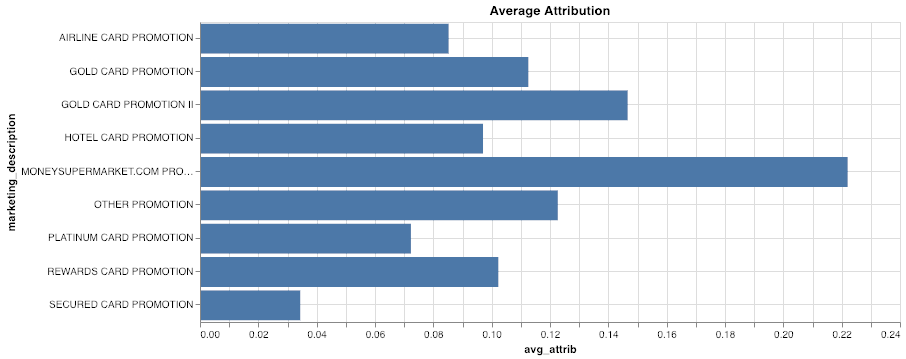 Average Attribution
marketing_description
AIRLINE CARD PROMOTION
GOLD CARD PROMOTION
GOLD CARD PROMOTION II
HOTEL CARD PROMOTION
MONEYSUPERMARKET.COM PRO…
OTHER PROMOTION
PLATINUM CARD PROMOTION
REWARDS CARD PROMOTION
SECURED CARD PROMOTION
0.00 0.02 0.04 0.06 0.08 0.10 0.12 0.14 0.16 0.18 0.20 0.22 0.24
avg_attrib